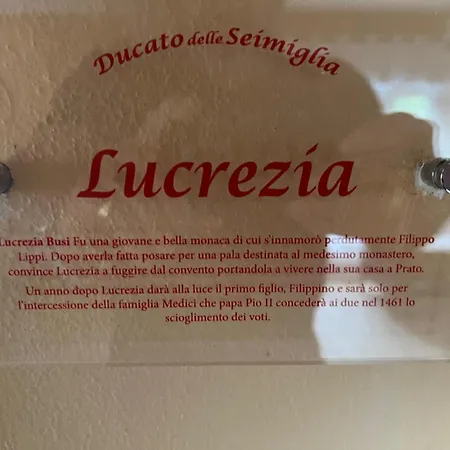 Ducato delle Seimiglia
Lucrezia
Lucrezia Busi Fu una giovane e bella monaca di cui s'innamorò perdutamente Filippo
Lippi. Dopo averla fatta posare per una pala destinata al medesimo monastero,
convince Lucrezia a fuggire dal convento portandola a vivere nella sua casa a Prato.
Un anno dopo Lucrezia darà alla luce il primo figlio, Filippino e sarà solo per
l'intercessione della famiglia Medici che papa Pio II concederà ai due nel 1461 lo
scioglimento dei voti.